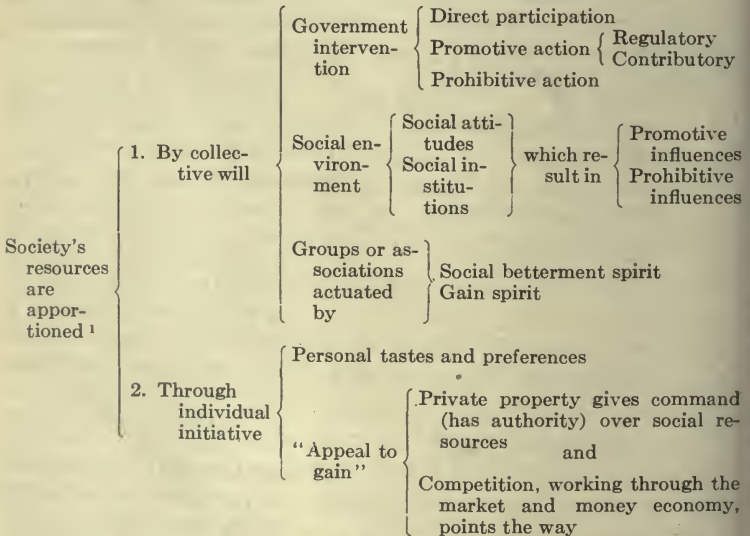 Government
interven-
tion
Direct participation
Promotive action
Regulatory
Contributory
Prohibitive action
1. By collec-
tive will
Social en-
viron-
ment
Social atti-
tudes
Social in-
stitu-
tions
which re-
sult in
Promotive
influences
Prohibitive
influences
Groups or as-
sociations
actuated
by
Social betterment spirit
Gain spirit
Society's
resources
are
appor-
tioned ¹
2. Through
individual
initiative
Personal tastes and preferences
"Appeal to
gain"
Private property gives command
(has authority) over social re-
sources
and
Competition, working through the
market and money economy,
points the way